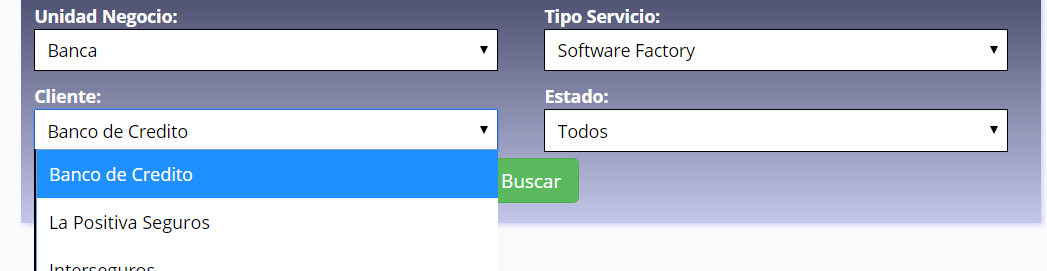 Unidad Negocio:
Tipo Servicio:
Banca
Software Factory
Cliente:
Estado:
Banco de Credito
Todos
Banco de Credito
Buscar
La Positiva Seguros
Interseguros